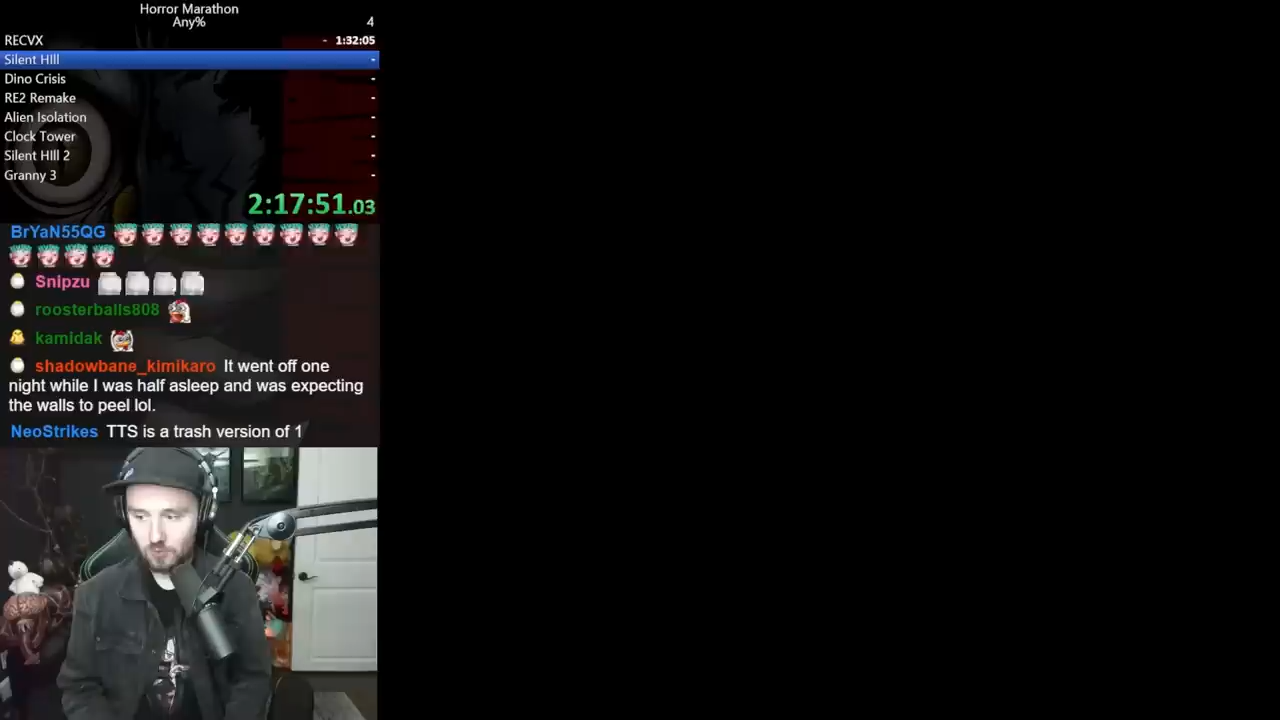 Horror Marathon
Any%
4
RECVX - 1:32:05
Silent HIll -
Dino Crisis -
RE2 Remake -
Alien Isolation -
Clock Tower -
Silent HIll 2 -
Granny 3 -
2:17:51.03
BrYaN55QG
Snipzu
roosterballs808
kamidak
shadowbane_kimikaro It went off one
night while I was half asleep and was expecting
the walls to peel lol.
NeoStrikes TTS is a trash version of 1